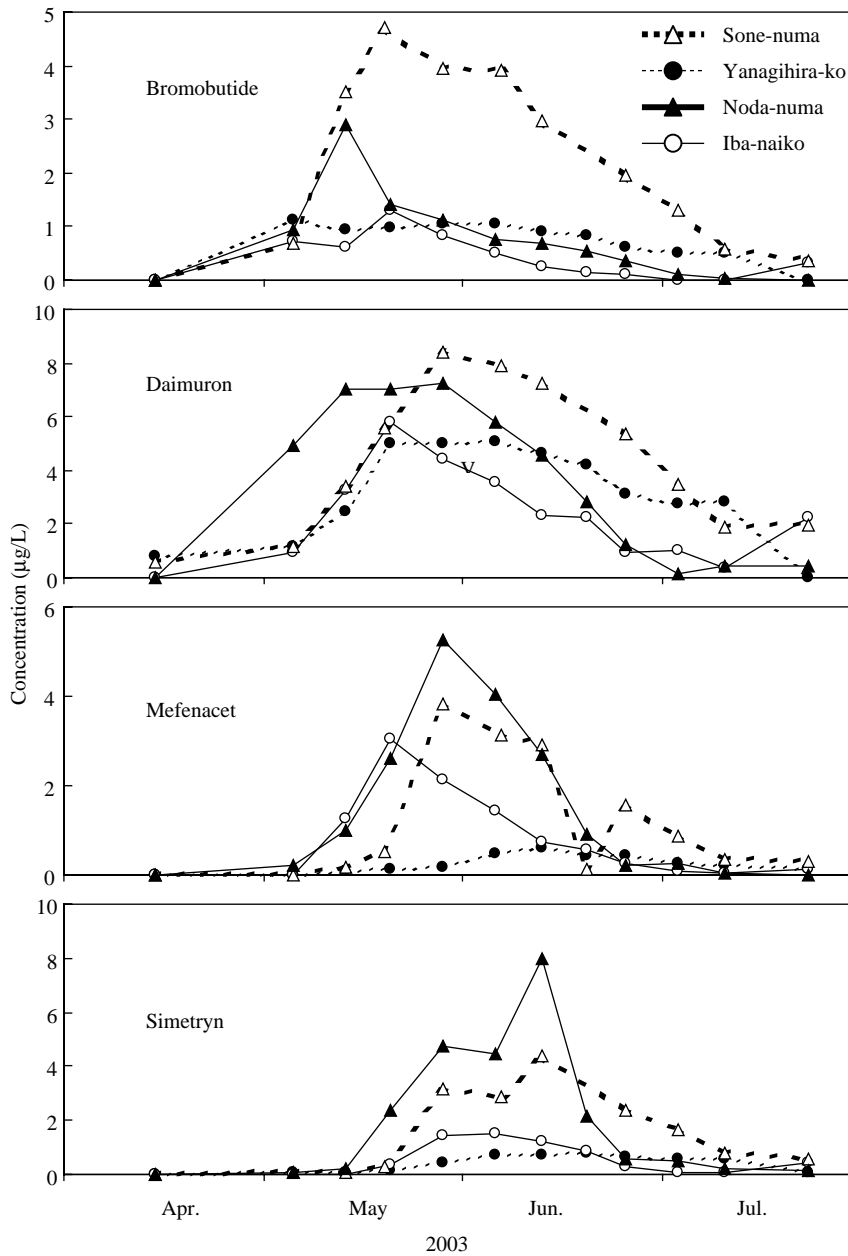 5
4
3
2
1
0
Bromobutide
Sone-numa
Yanagihira-ko
Noda-numa
Iba-naiko
10
8
6
4
2
0
Daimuron
V
Concentration (µg/L)
6
4
2
0
Mefenacet
10
8
6
4
2
0
Simetryn
Apr. May Jun. Jul.
2003